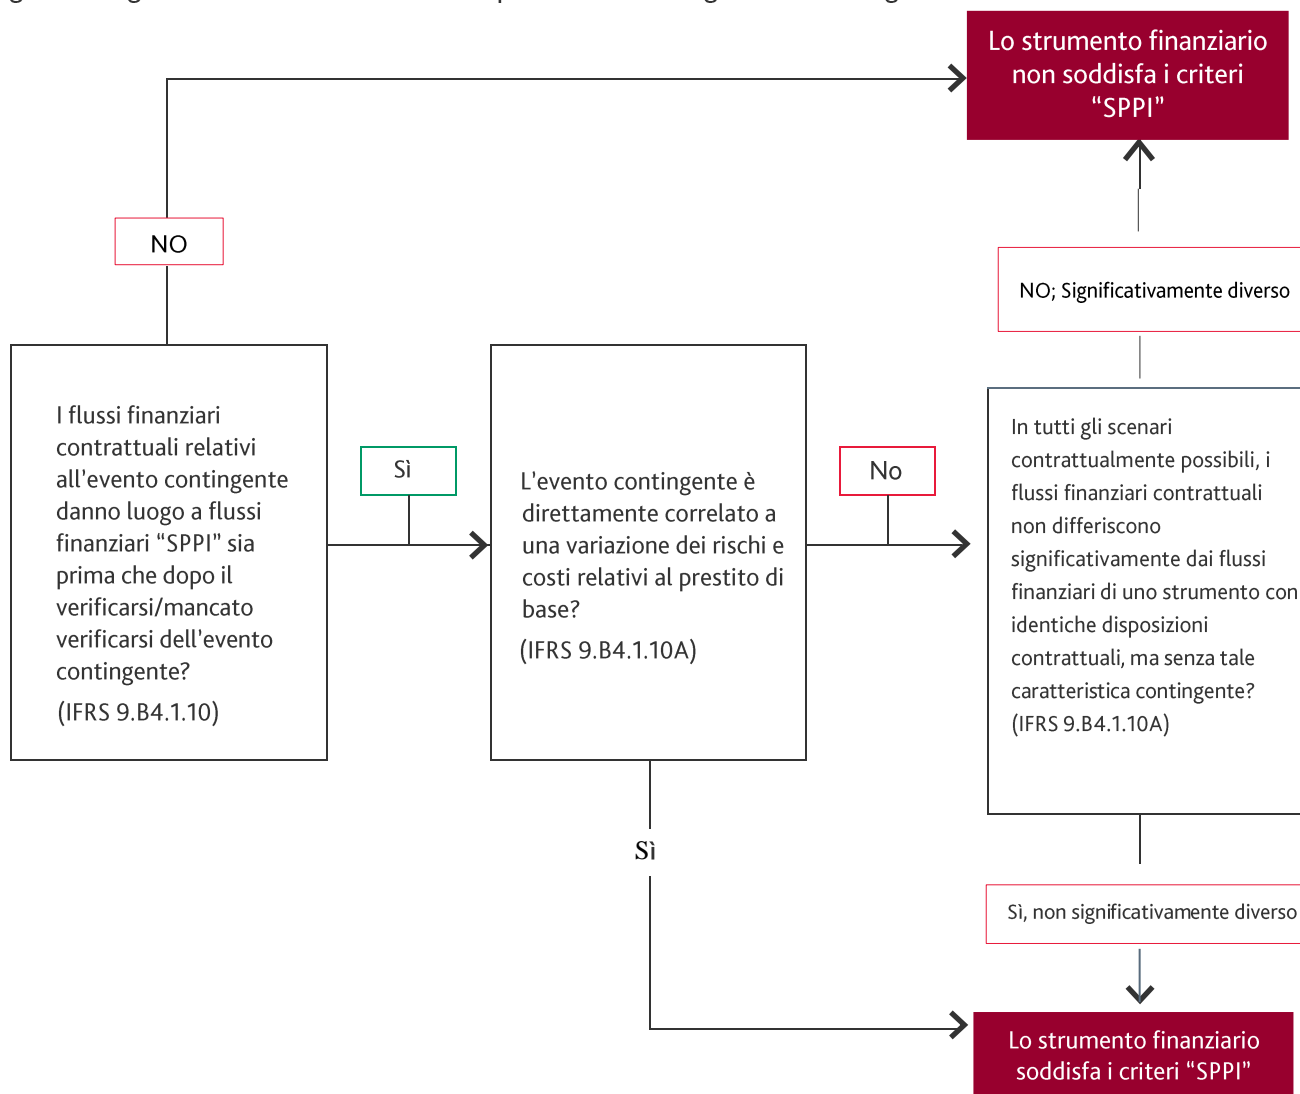 Lo strumento finanziario
non soddisfa i criteri
“SPPI”
NO
NO; Significativamente diverso
I flussi finanziari
contrattuali relativi
all’evento contingente
danno luogo a flussi
finanziari “SPPI” sia
prima che dopo il
verificarsi/mancato
verificarsi dell’evento
contingente?
(IFRS 9.B4.1.10)
Sì
L’evento contingente è
direttamente correlato a
una variazione dei rischi e
costi relativi al prestito di
base?
(IFRS 9.B4.1.10A)
No
In tutti gli scenari
contrattualmente possibili, i
flussi finanziari contrattuali
non differiscono
significativamente dai flussi
finanziari di uno strumento con
identiche disposizioni
contrattuali, ma senza tale
caratteristica contingente?
(IFRS 9.B4.1.10A)
Sì
Sì, non significativamente diverso
Lo strumento finanziario
soddisfa i criteri “SPPI”